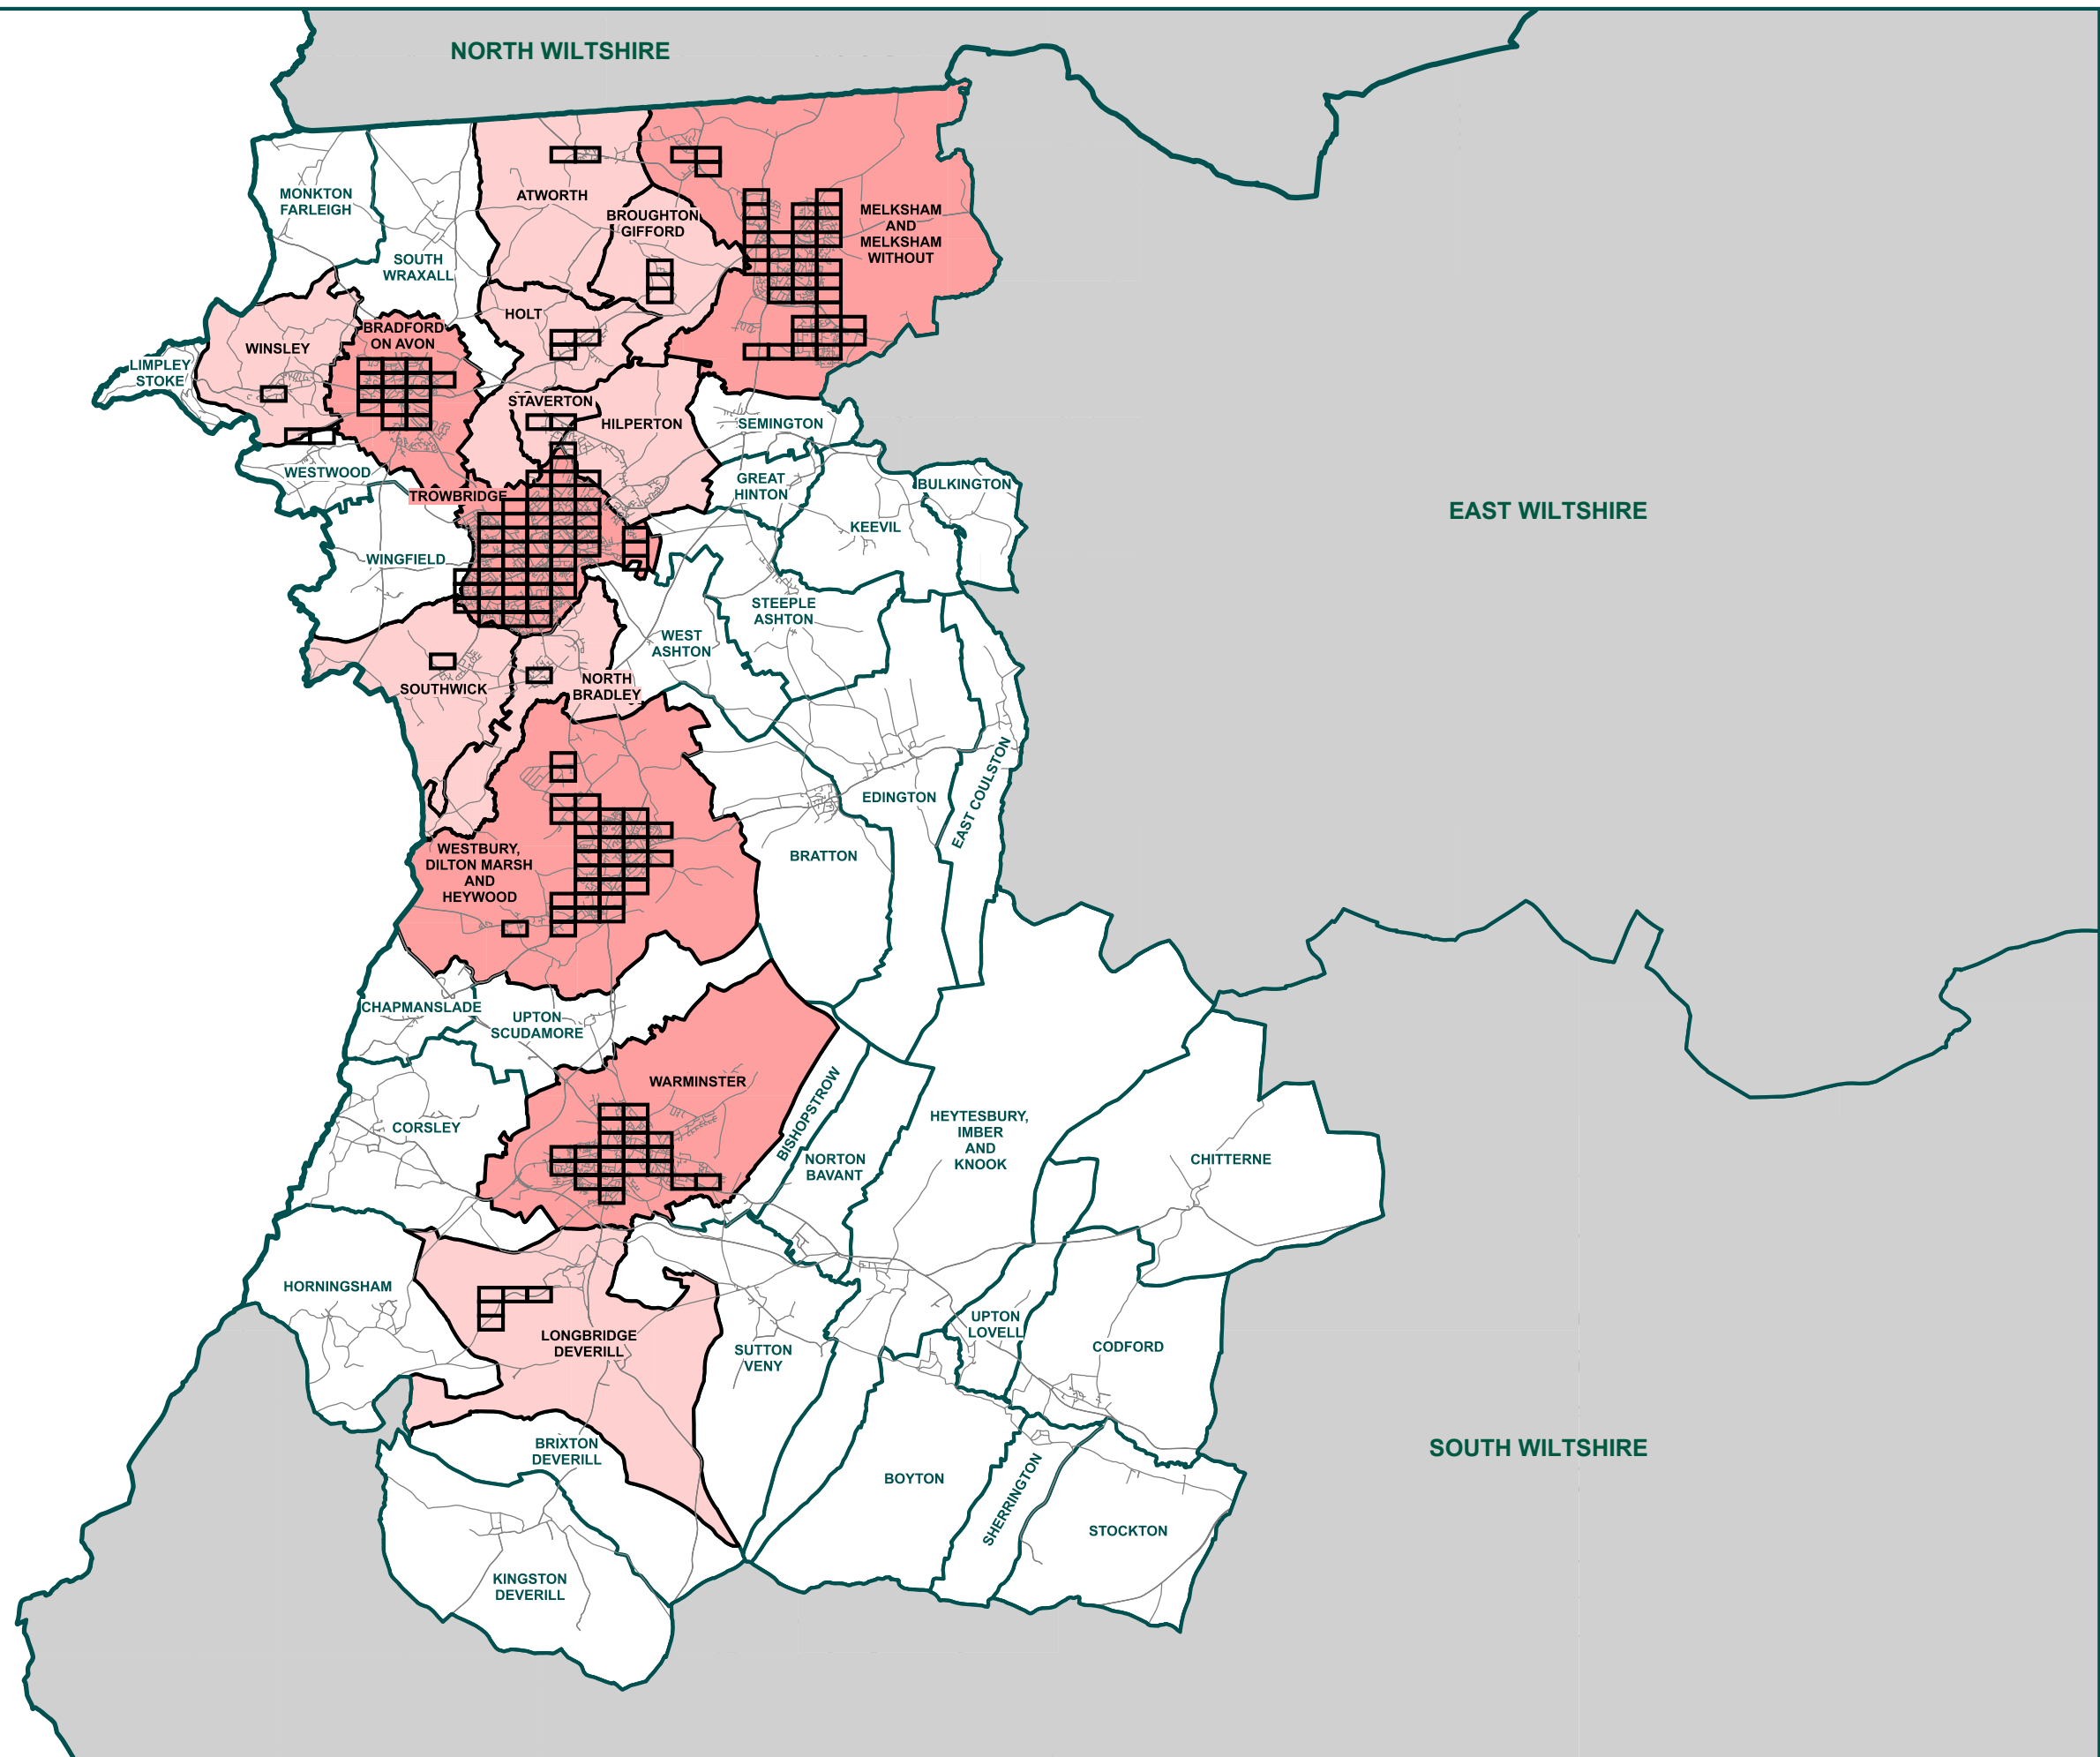 NORTH WILTSHIRE
MONKTON
FARLEIGH
ATWORTH
BROUGHTON
GIFFORD
MELKSHAM
AND
MELKSHAM
WITHOUT
SOUTH
WRAXALL
HOLT
BRADFORD
ON AVON
WINSLEY
LIMPLEY
STOKE
STAVERTON
HILPERTON
SEMINGTON
WESTWOOD
GREAT
HINTON
BULKINGTON
TROWBRIDGE
KEEVIL
EAST WILTSHIRE
WINGFIELD
STEEPLE
ASHTON
WEST
ASHTON
SOUTHWICK
NORTH
BRADLEY
EDINGTON
EAST COULSTON
WESTBURY,
DILTON MARSH
AND
HEYWOOD
BRATTON
CHAPMANSLADE
UPTON
SCUDAMORE
WARMINSTER
BISHOPSTROW
CORSLEY
HEYTESBURY,
IMBER
AND
KNOOK
NORTON
BAVANT
CHITTERNE
HORNINGSHAM
LONGBRIDGE
DEVERILL
SUTTON
VENY
UPTON
LOVELL
CODFORD
BRIXTON
DEVERILL
SOUTH WILTSHIRE
BOYTON
SHERRINGTON
STOCKTON
KINGSTON
DEVERILL